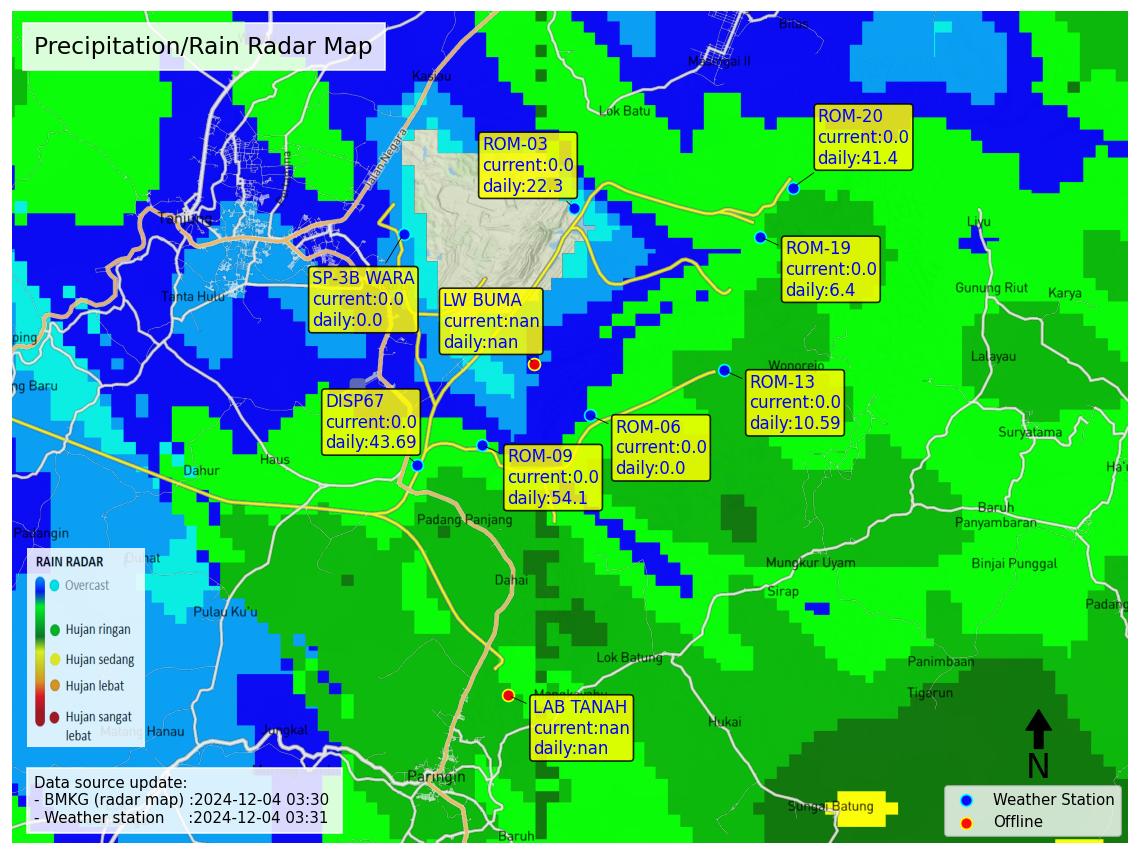 Precipitation/Rain Radar Map
Bilas
Masingai II
Kasiau
Lok Batu
Jalan Negara
ROM-20
current:0.0
daily:41.4
ROM-03
current:0.0
daily:22.3
Tanjung
Liyu
ROM-19
current:0.0
daily:6.4
SP-3B WARA
current:0.0
daily:0.0
LW BUMA
current:nan
daily:nan
Tanta Hulu
Gunung Riut
Karya
ping
Lalayau
Wonorejo
ng Baru
ROM-13
current:0.0
daily:10.59
DISP67
current:0.0
daily:43.69
ROM-06
current:0.0
daily:0.0
Suryatama
Haus
Dahur
ROM-09
current:0.0
daily:54.1
Ha'u
Baruh
Panyambaran
Padang Panjang
Padangin
RAIN RADAR
Overcast
Hujan ringan
Hujan sedang
Hujan lebat
Hujan sangat
lebat
Mungkur Uyam
Binjai Punggal
Dahai
Sirap
Padang
Pulau Ku'u
Lok Batung
Panimbaan
Tigarun
LAB TANAH
current:nan
daily:nan
Hukai
Matang Hanau
Jungkal
Paringin
Sungai Batung
Baruh
N
Data source update:
- BMKG (radar map) :2024-12-04 03:30
- Weather station :2024-12-04 03:31
Weather Station
Offline